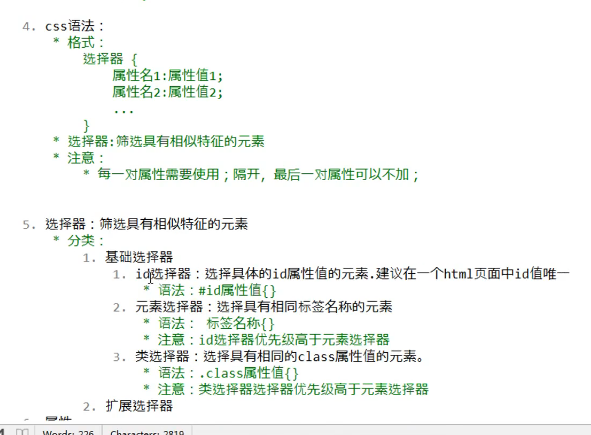 4. css语法：
* 格式：
选择器 {
属性名1:属性值1;
属性名2:属性值2;
...
}
* 选择器:筛选具有相似特征的元素
* 注意：
* 每一对属性需要使用；隔开，最后一对属性可以不加；
5. 选择器：筛选具有相似特征的元素
* 分类：
1. 基础选择器
1. id选择器：选择具体的id属性值的元素.建议在一个html页面中id值唯一
* 语法：#id属性值{}
2. 元素选择器：选择具有相同标签名称的元素
* 语法： 标签名称{}
* 注意：id选择器优先级高于元素选择器
3. 类选择器：选择具有相同的class属性值的元素。
* 语法：.class属性值{}
* 注意：类选择器选择器优先级高于元素选择器
2. 扩展选择器
Words: 226 Characters: 2819